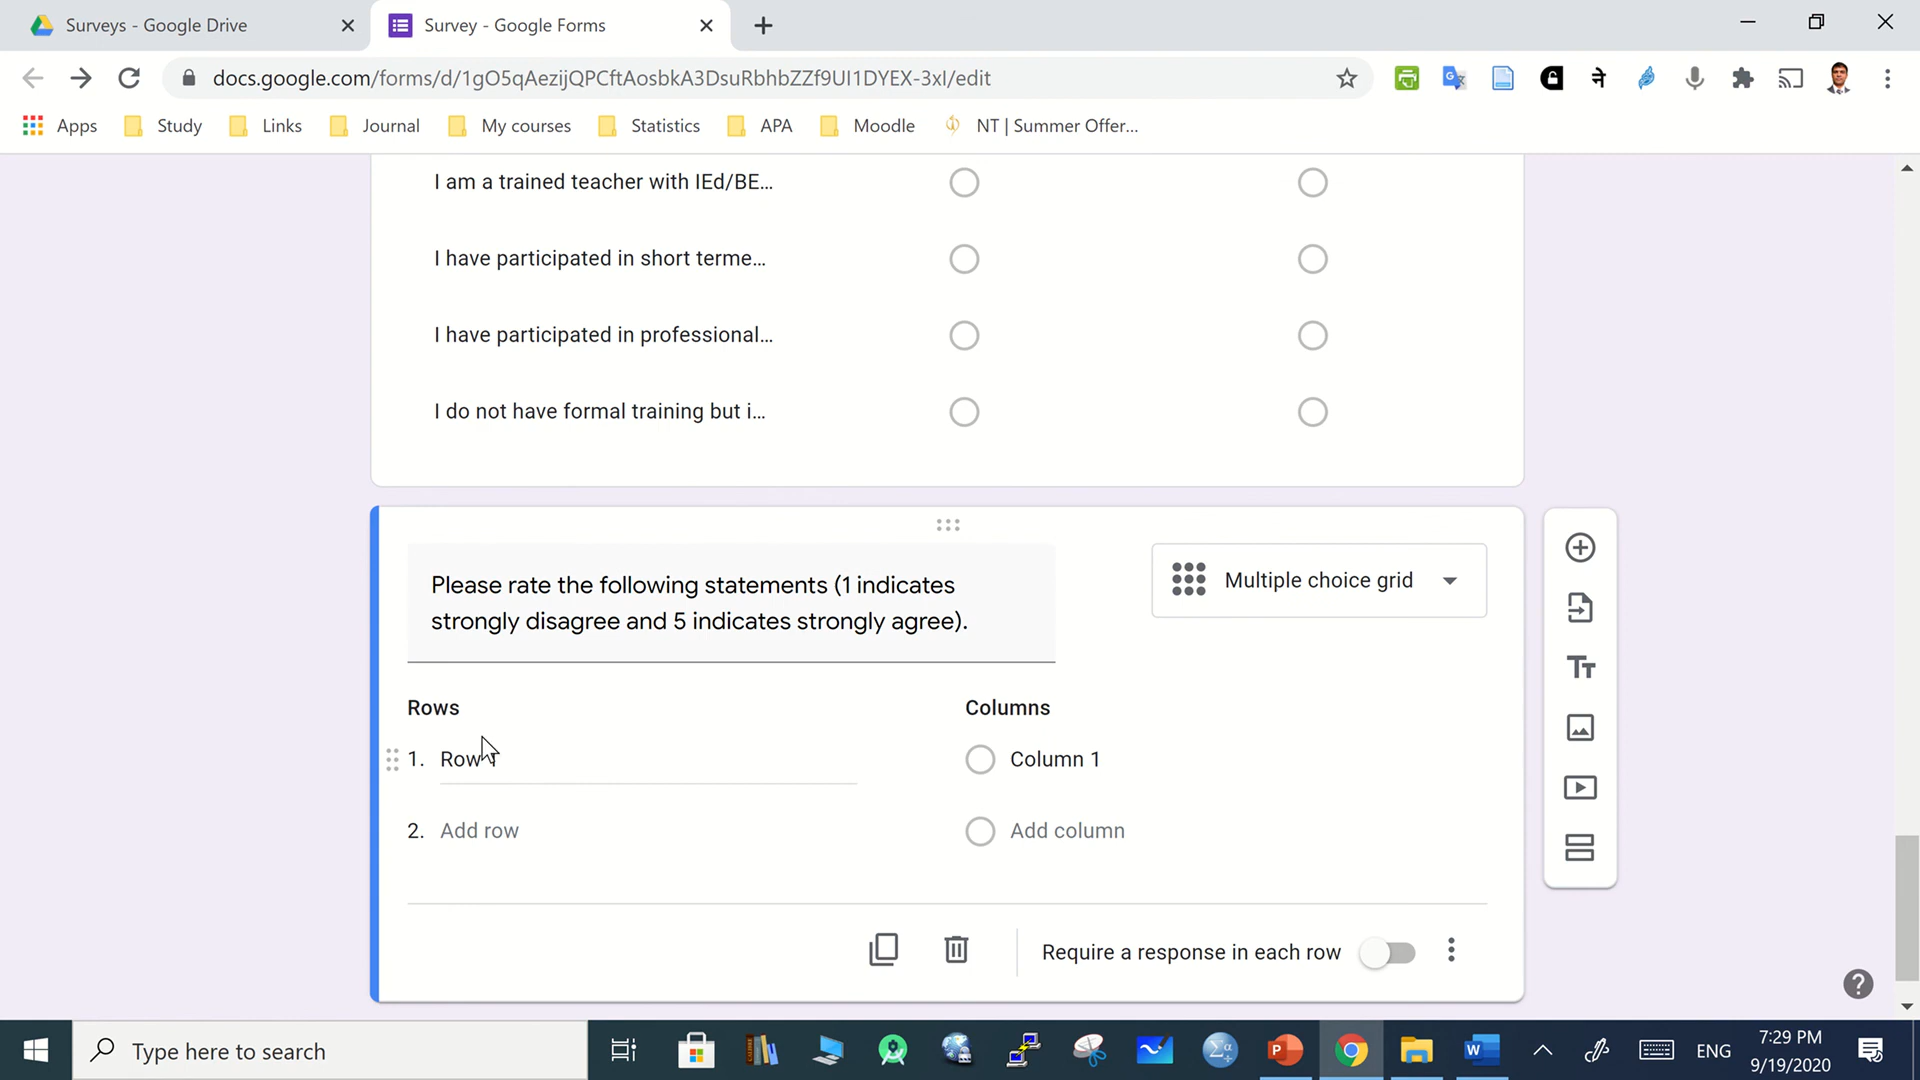 Surveys - Google Drive
Survey - Google Forms
docs.google.com/forms/d/1gO5qAezijQPCftAosbkA3DsuRbhbZZf9UI1DYEX-3xI/edit
Apps Study Links Journal My courses Statistics APA Moodle NT | Summer Offer...
I am a trained teacher with IEd/BE...
I have participated in short terme...
I have participated in professional...
I do not have formal training but i...
Please rate the following statements (1 indicates
strongly disagree and 5 indicates strongly agree).
Multiple choice grid
Rows
Columns
1. Row 1
Column 1
2. Add row
Add column
Require a response in each row
Type here to search
ENG
7:29 PM
9/19/2020